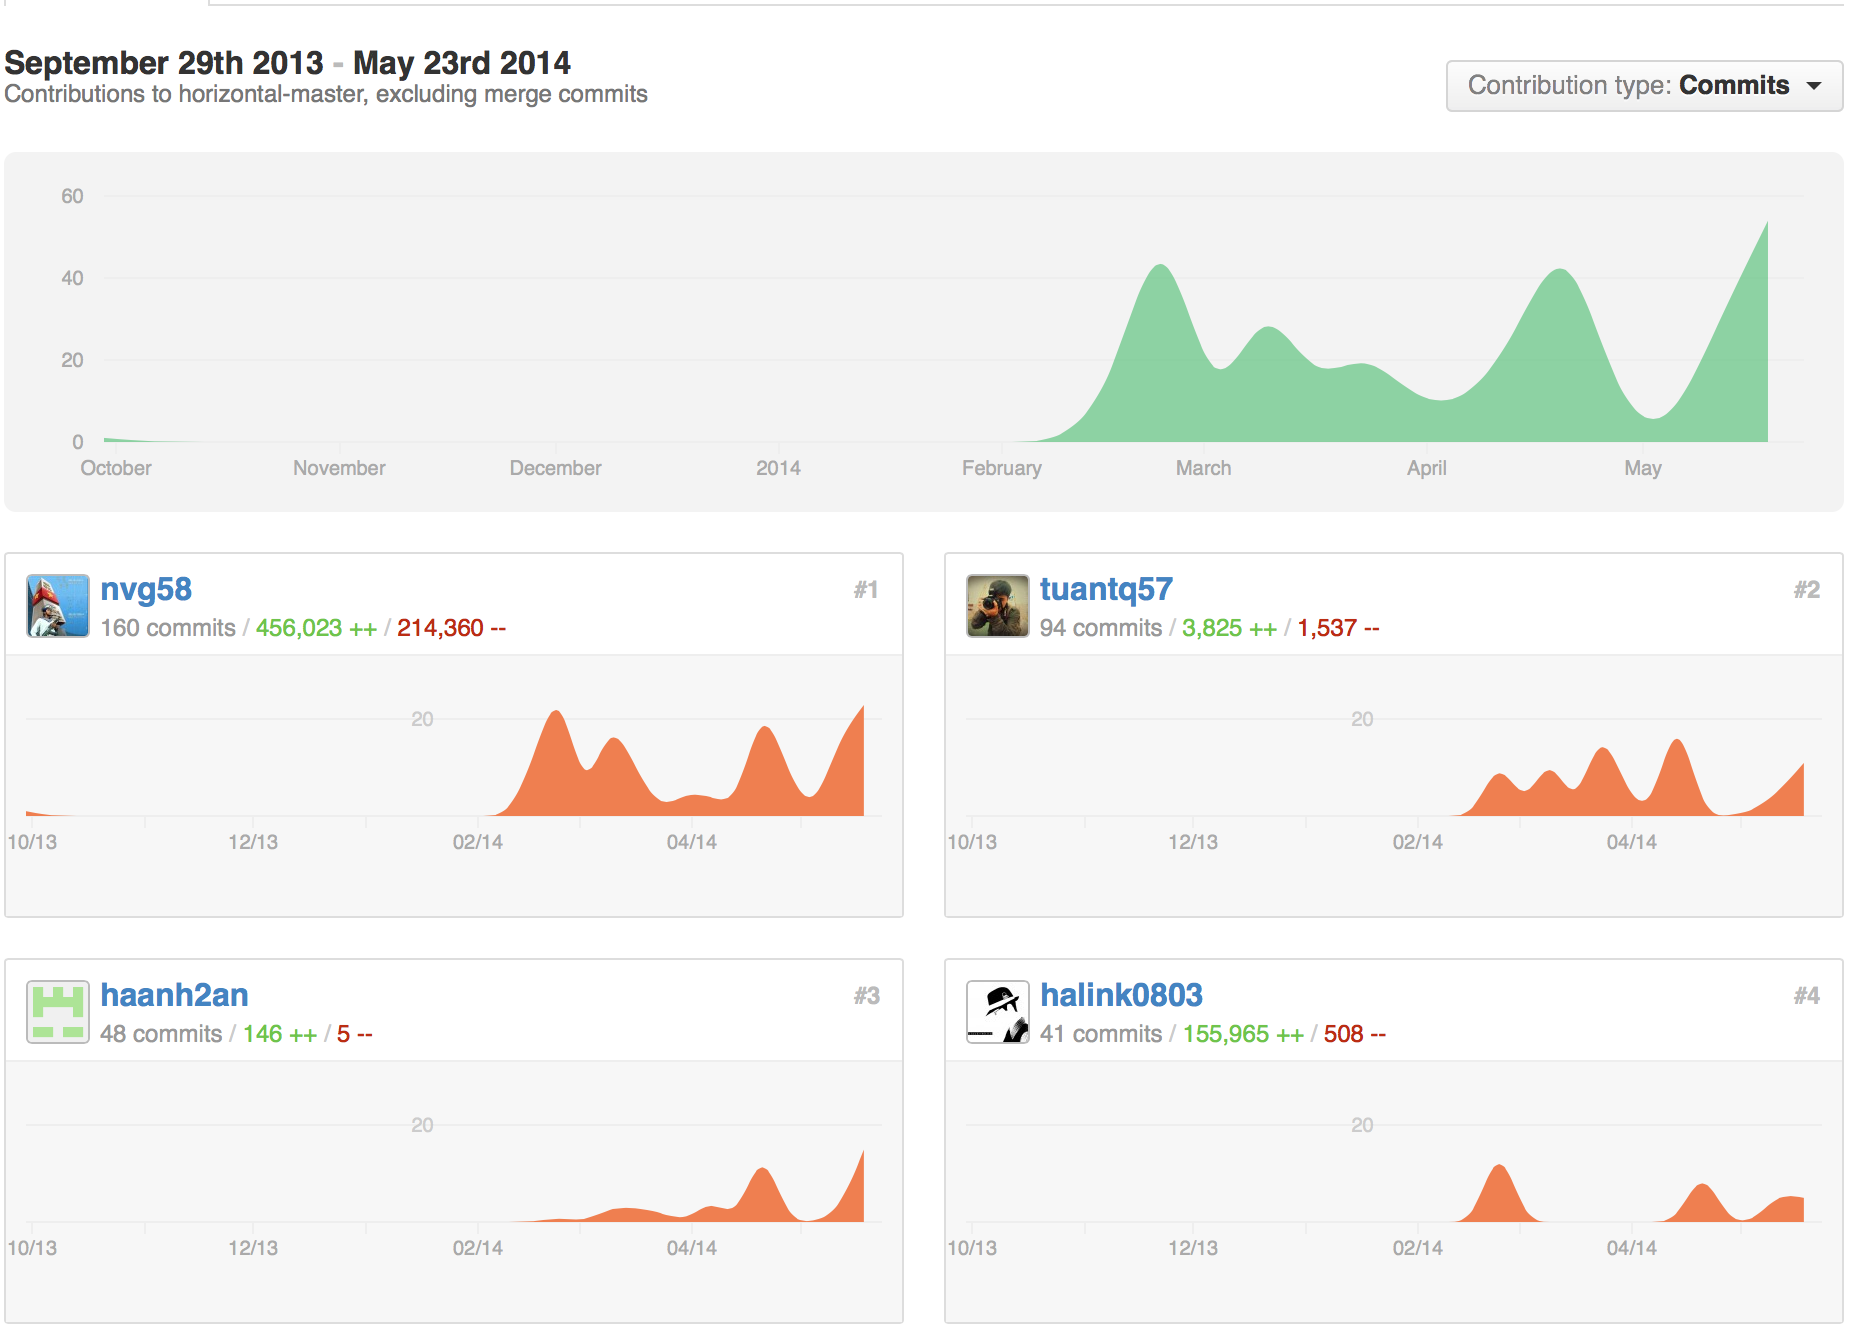 September 29th 2013 - May 23rd 2014
Contributions to horizontal-master, excluding merge commits
Contribution type: Commits
60
40
20
0
October November December 2014 February March April May
nvg58 #1
160 commits / 456,023 ++ / 214,360 --
20
10/13 12/13 02/14 04/14
tuantq57 #2
94 commits / 3,825 ++ / 1,537 --
20
10/13 12/13 02/14 04/14
haanh2an #3
48 commits / 146 ++ / 5 --
20
10/13 12/13 02/14 04/14
halink0803 #4
41 commits / 155,965 ++ / 508 --
20
10/13 12/13 02/14 04/14